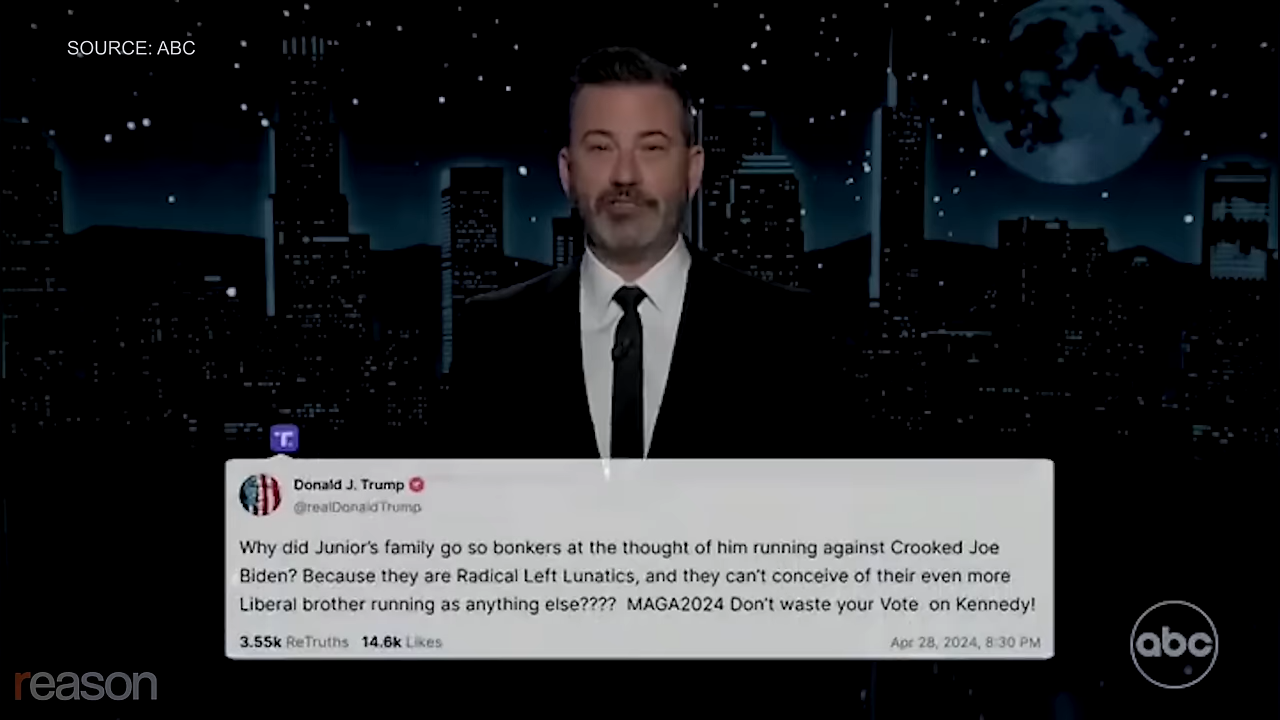 SOURCE: ABC
Donald J. Trump
@realDonaldTrump
Why did Junior's family go so bonkers at the thought of him running against Crooked Joe
Biden? Because they are Radical Left Lunatics, and they can't conceive of their even more
Liberal brother running as anything else???? MAGA2024 Don't waste your Vote on Kennedy!
3.55k ReTruths 14.6k Likes
Apr 28, 2024, 8:30 PM
abc
reason